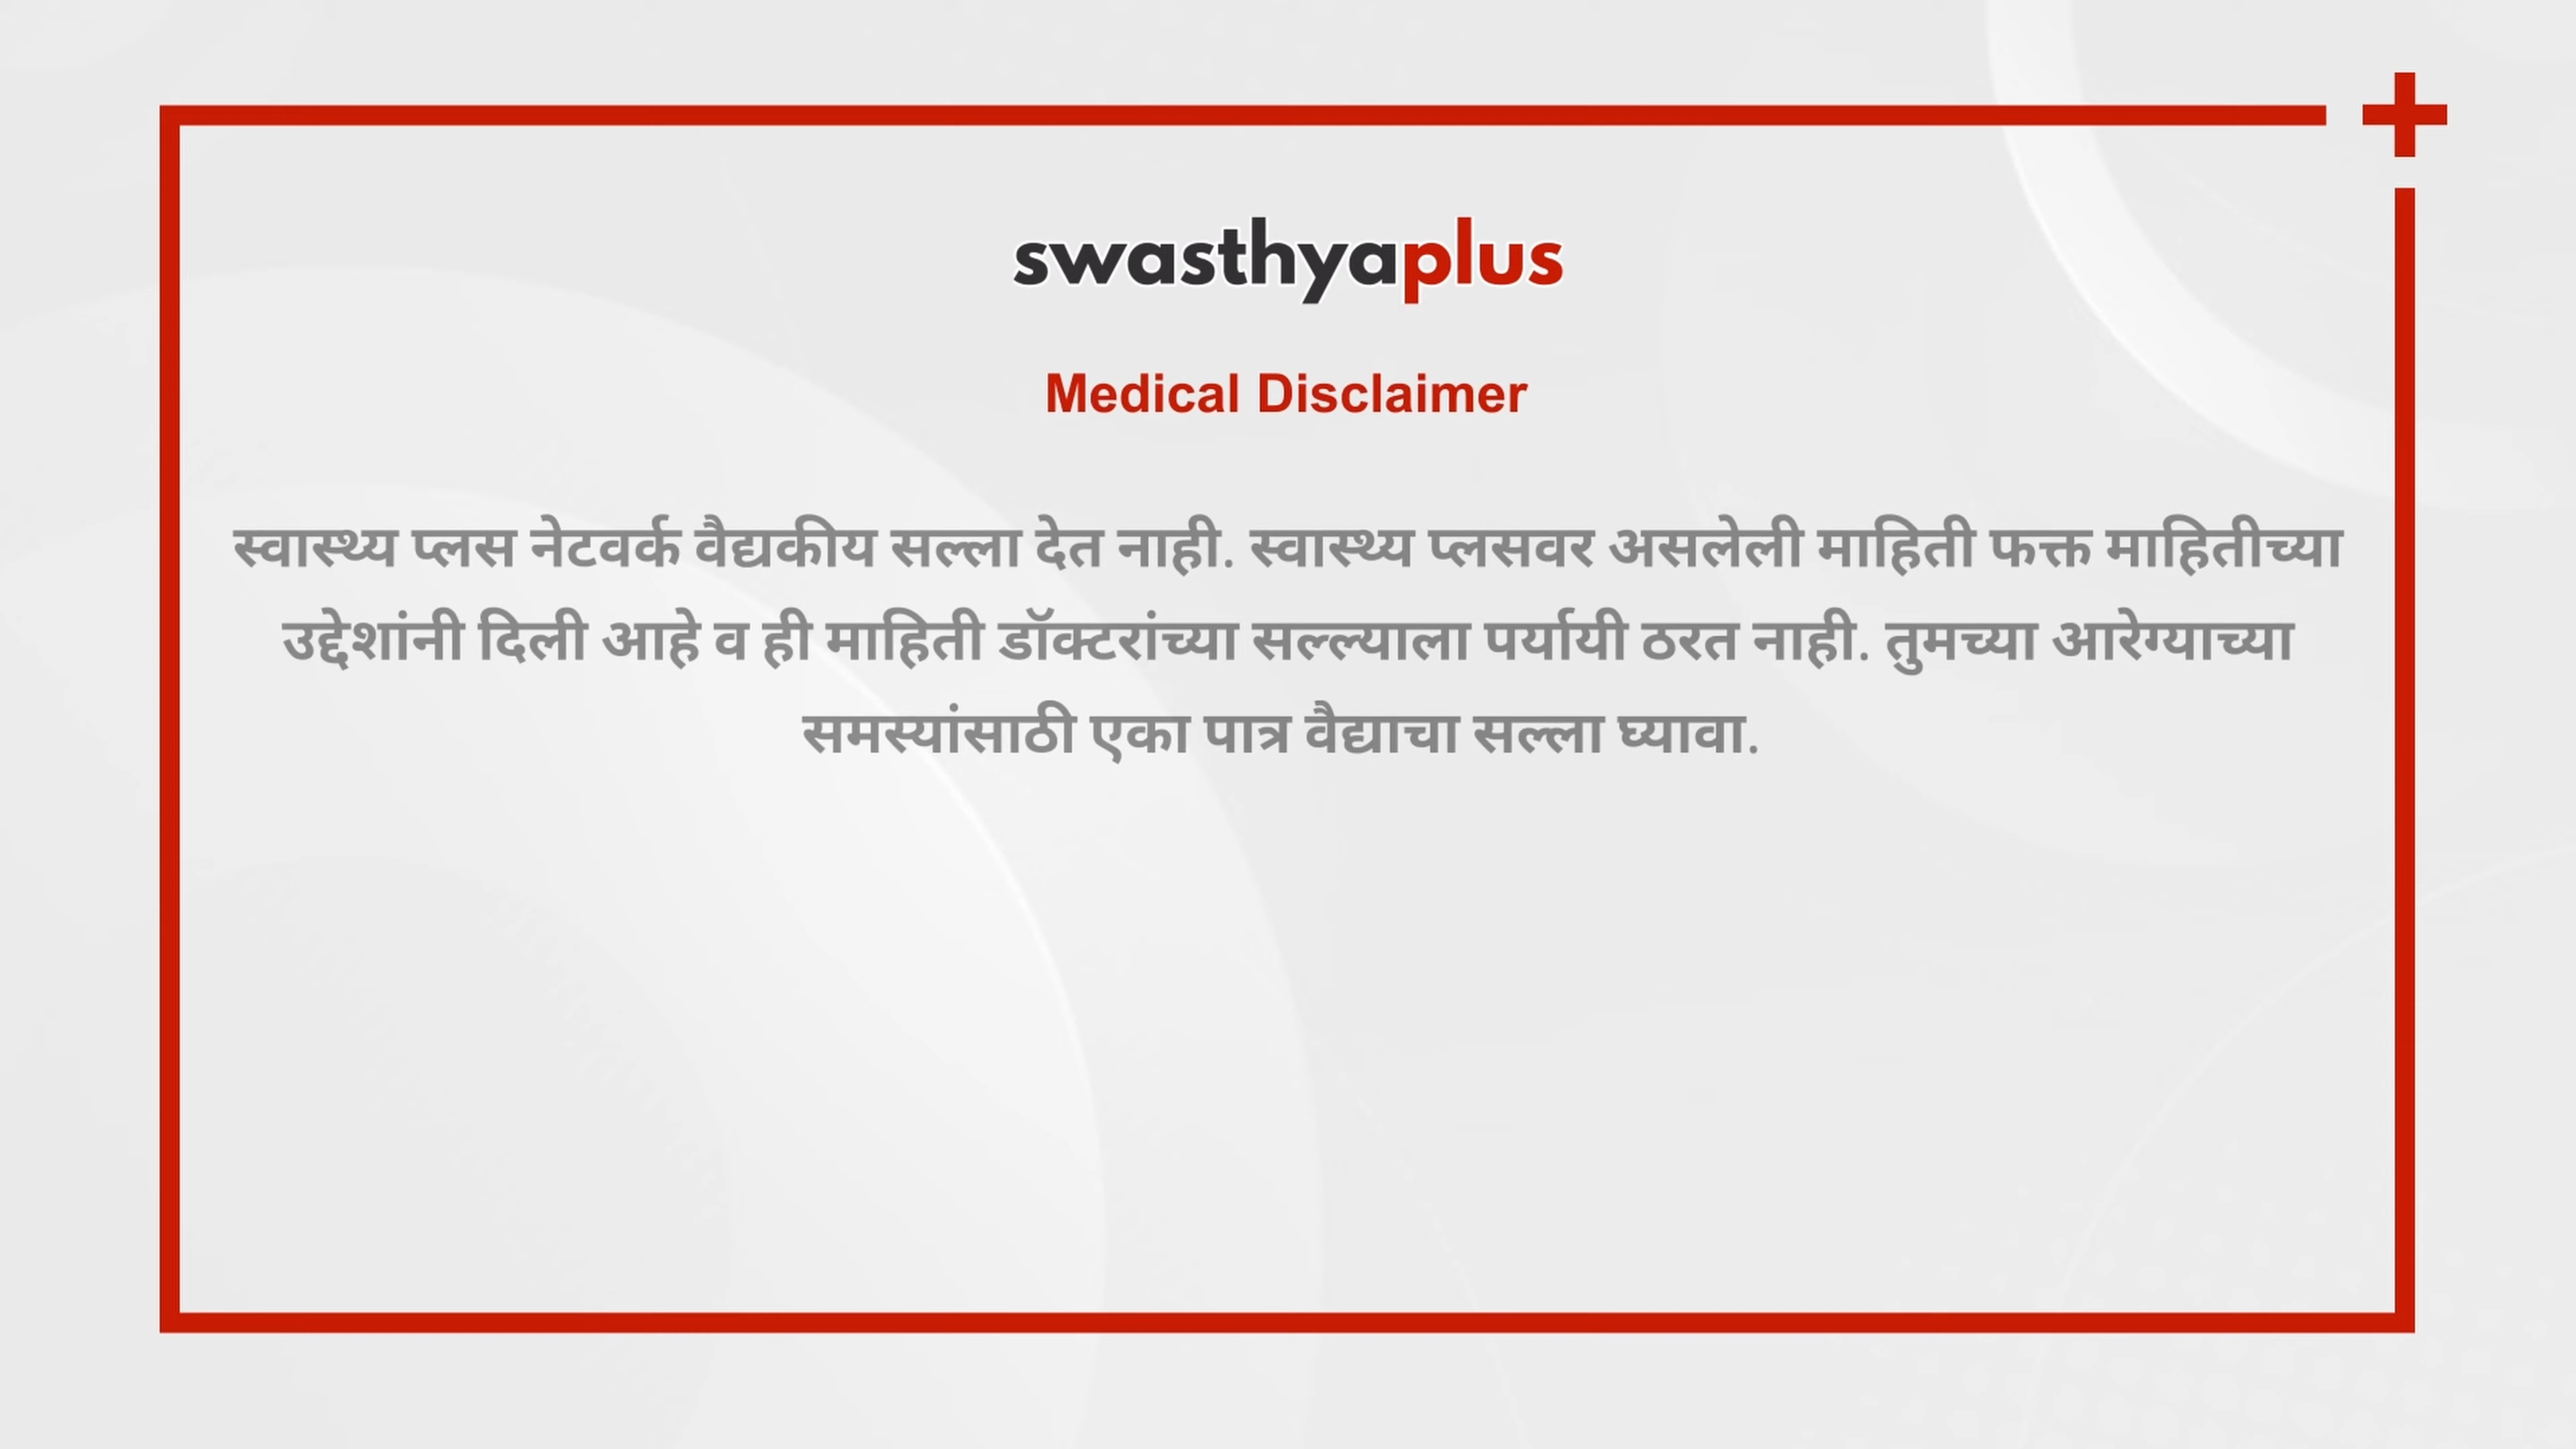 swasthyaplus
Medical Disclaimer
स्वास्थ्य प्लस नेटवर्क वैद्यकीय सल्ला देत नाही. स्वास्थ्य प्लसवर असलेली माहिती फक्त माहितीच्या
उद्देशांनी दिली आहे व ही माहिती डॉक्टरांच्या सल्ल्याला पर्यायी ठरत नाही. तुमच्या आरेग्याच्या
समस्यांसाठी एका पात्र वैद्याचा सल्ला घ्यावा.